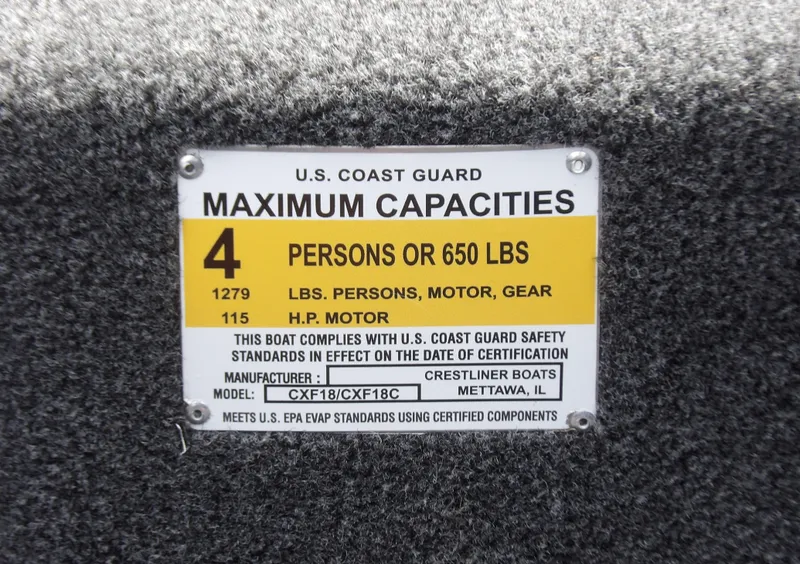 U.S. COAST GUARD
MAXIMUM CAPACITIES
4 PERSONS OR 650 LBS
1279 LBS. PERSONS, MOTOR, GEAR
115 H.P. MOTOR
THIS BOAT COMPLIES WITH U.S. COAST GUARD SAFETY
STANDARDS IN EFFECT ON THE DATE OF CERTIFICATION
MANUFACTURER : CRESTLINER BOATS
MODEL: CXF18/CXF18C METTAWA, IL
MEETS U.S. EPA EVAP STANDARDS USING CERTIFIED COMPONENTS